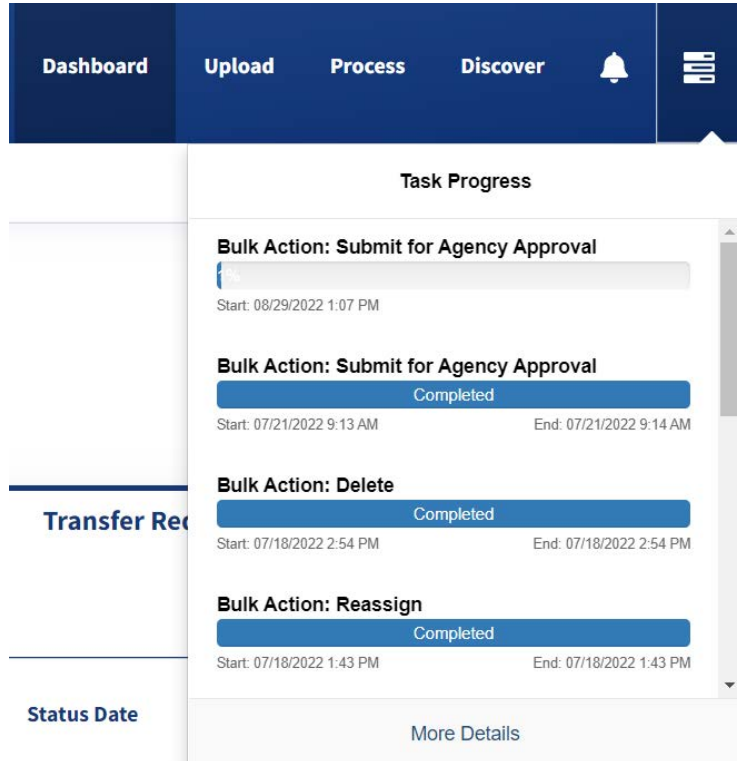 Dashboard Upload Process Discover
Task Progress
Bulk Action: Submit for Agency Approval
1%
Start: 08/29/2022 1:07 PM
Bulk Action: Submit for Agency Approval
Completed
Start: 07/21/2022 9:13 AM End: 07/21/2022 9:14 AM
Bulk Action: Delete
Completed
Start: 07/18/2022 2:54 PM End: 07/18/2022 2:54 PM
Bulk Action: Reassign
Completed
Start: 07/18/2022 1:43 PM End: 07/18/2022 1:43 PM
More Details
Transfer Rec
Status Date